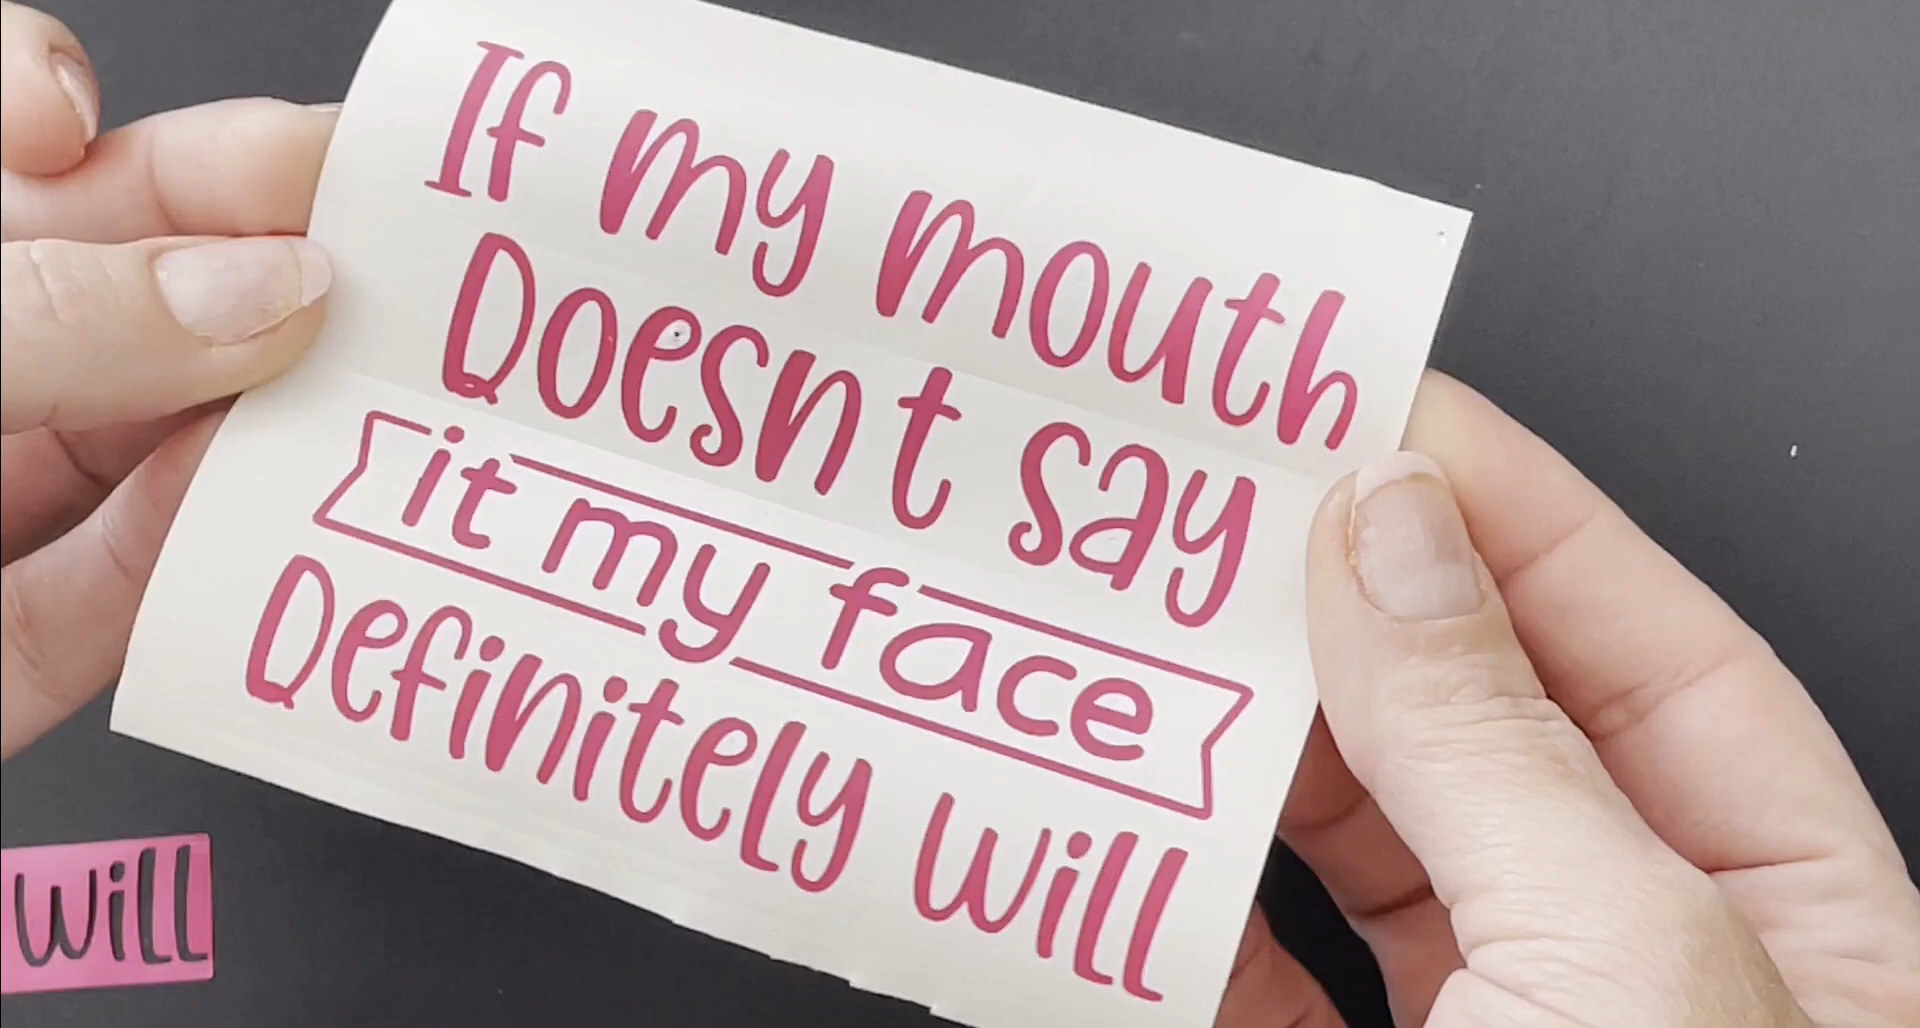 If my mouth
Doesn t say
it my face
Definitely will
will